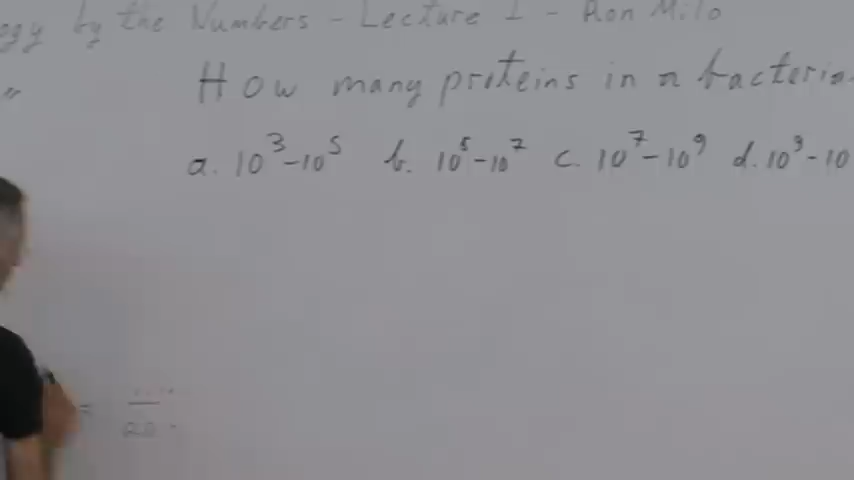 ogy by the Numbers - Lecture 1 - Ron Milo
How many proteins in a bacteria
a. 10³-10⁵ b. 10⁵-10⁷ c. 10⁷-10⁹ d. 10⁹-10
=